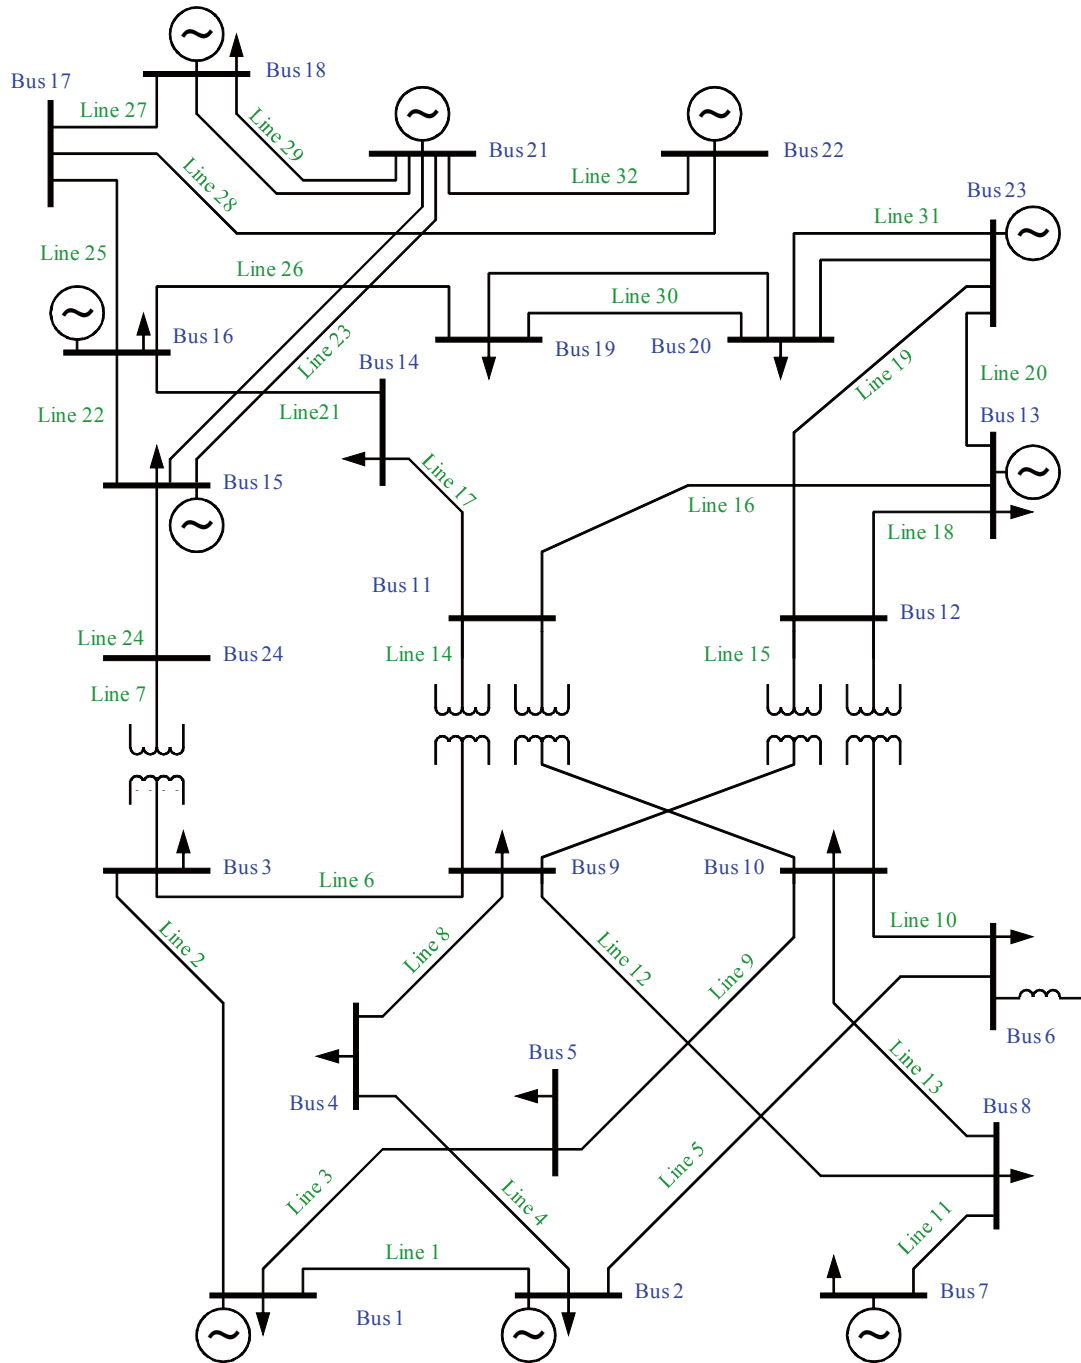 Bus 18
Bus 17
Line 27
Line 29
Bus 21
Bus 22
Line 32
Line 28
Bus 23
Line 31
Line 25
Line 26
Line 30
Bus 16
Bus 19
Bus 20
Line 23
Bus 14
Line 19
Line 20
Line 22
Line21
Bus 13
Bus 15
Line 17
Line 16
Line 18
Bus 11
Bus 12
Line 24
Bus 24
Line 14
Line 15
Line 7
Bus 3
Line 6
Bus 9
Bus 10
Line 2
Line 8
Line 12
Line 9
Line 10
Bus 6
Bus 5
Line 13
Bus 4
Bus 8
Line 3
Line 4
Line 5
Line 11
Line 1
Bus 1
Bus 2
Bus 7